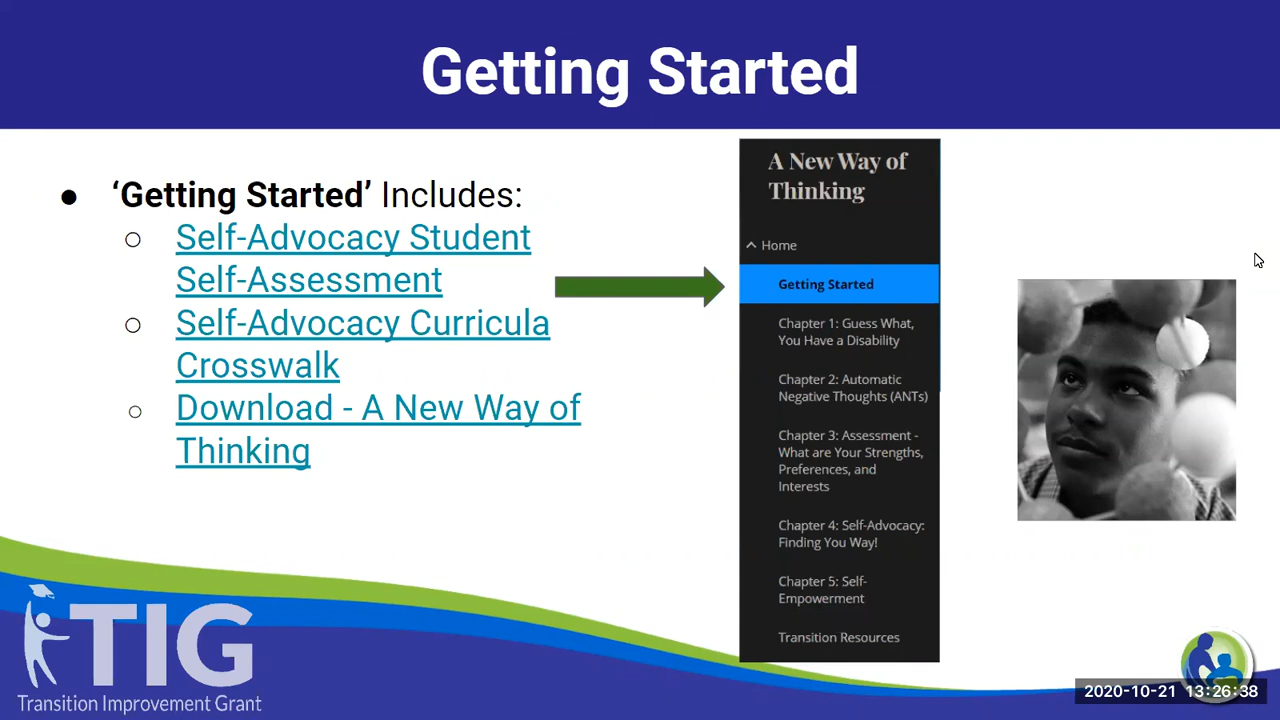 Getting Started
● ‘Getting Started’ Includes:
○ Self-Advocacy Student
Self-Assessment
○ Self-Advocacy Curricula
Crosswalk
○ Download - A New Way of
Thinking
A New Way of
Thinking
Home
Getting Started
Chapter 1: Guess What,
You Have a Disability
Chapter 2: Automatic
Negative Thoughts (ANTs)
Chapter 3: Assessment -
What are Your Strengths,
Preferences, and
Interests
Chapter 4: Self-Advocacy:
Finding You Way!
Chapter 5: Self-
Empowerment
Transition Resources
TIG
Transition Improvement Grant
2020-10-21 13:26:38